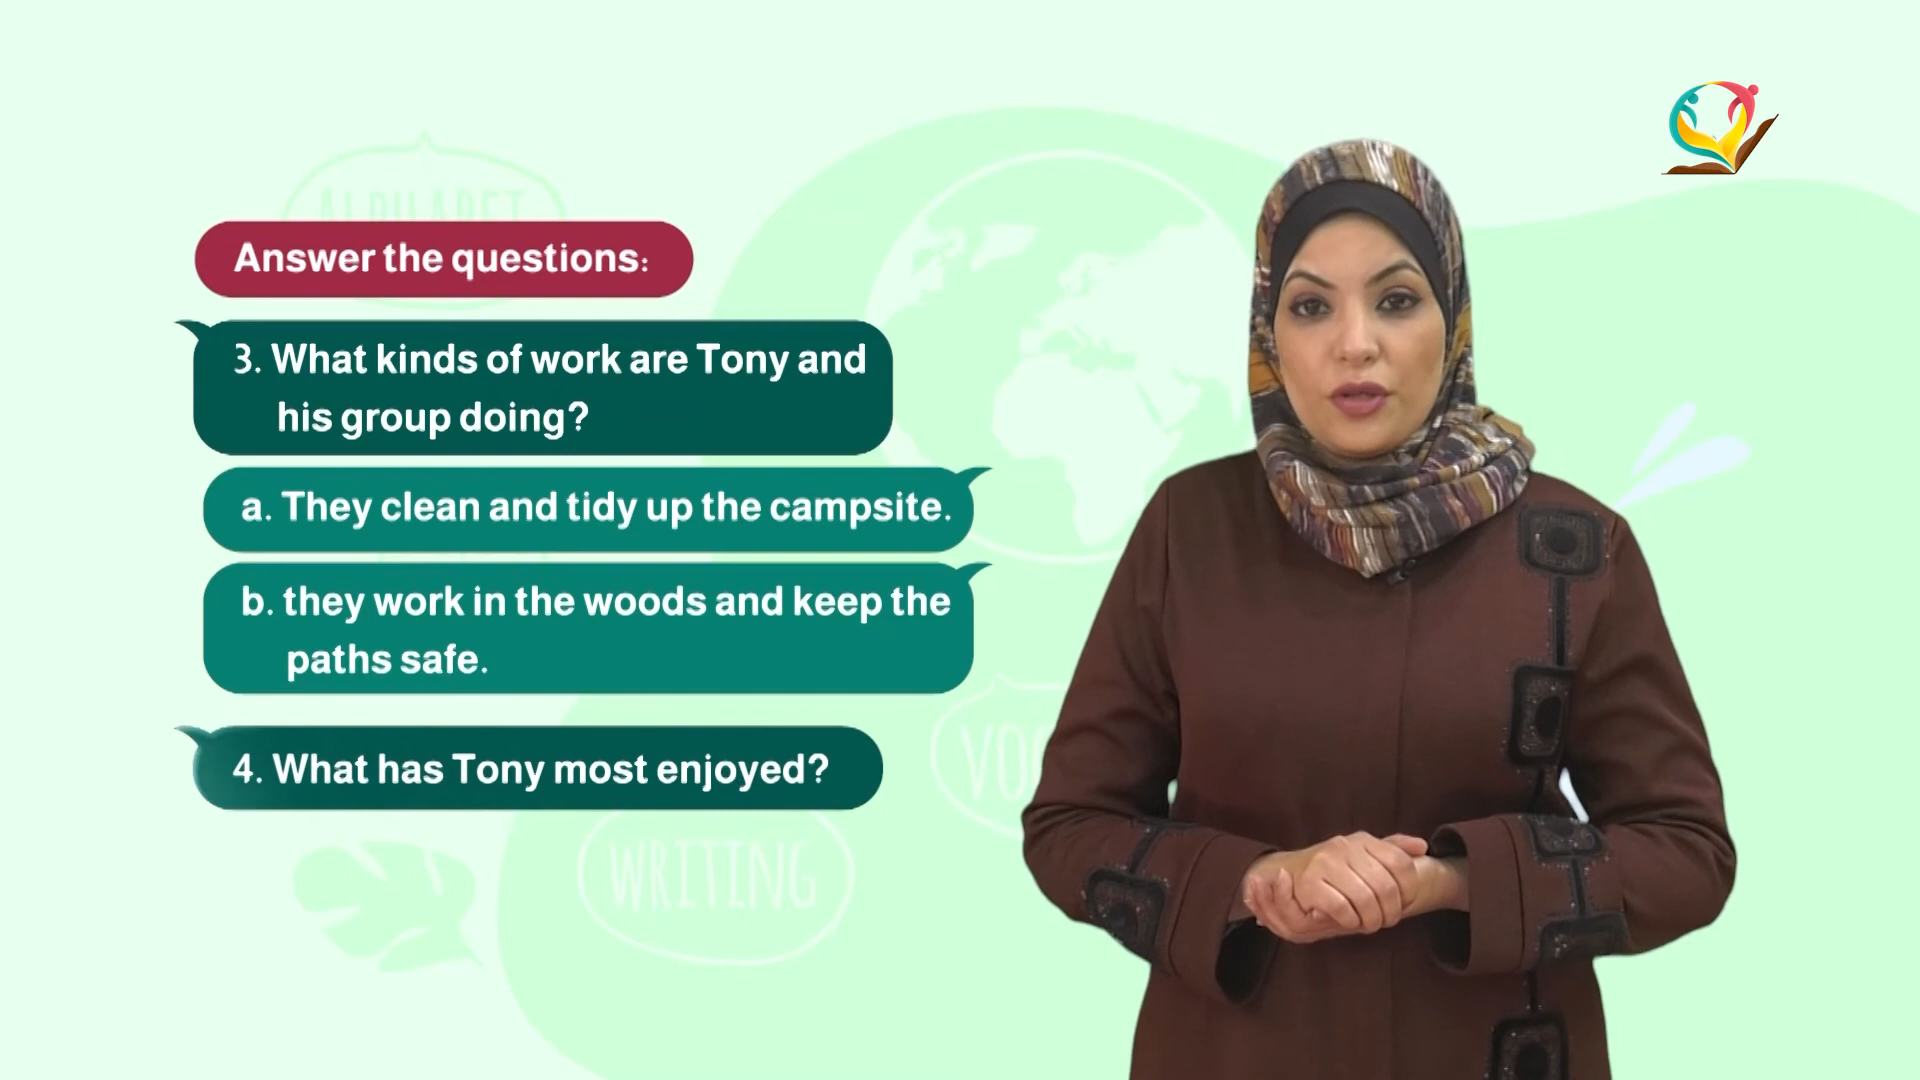 ALPHABET
Answer the questions:
3. What kinds of work are Tony and
his group doing?
a. They clean and tidy up the campsite.
b. they work in the woods and keep the
paths safe.
4. What has Tony most enjoyed?
WRITING